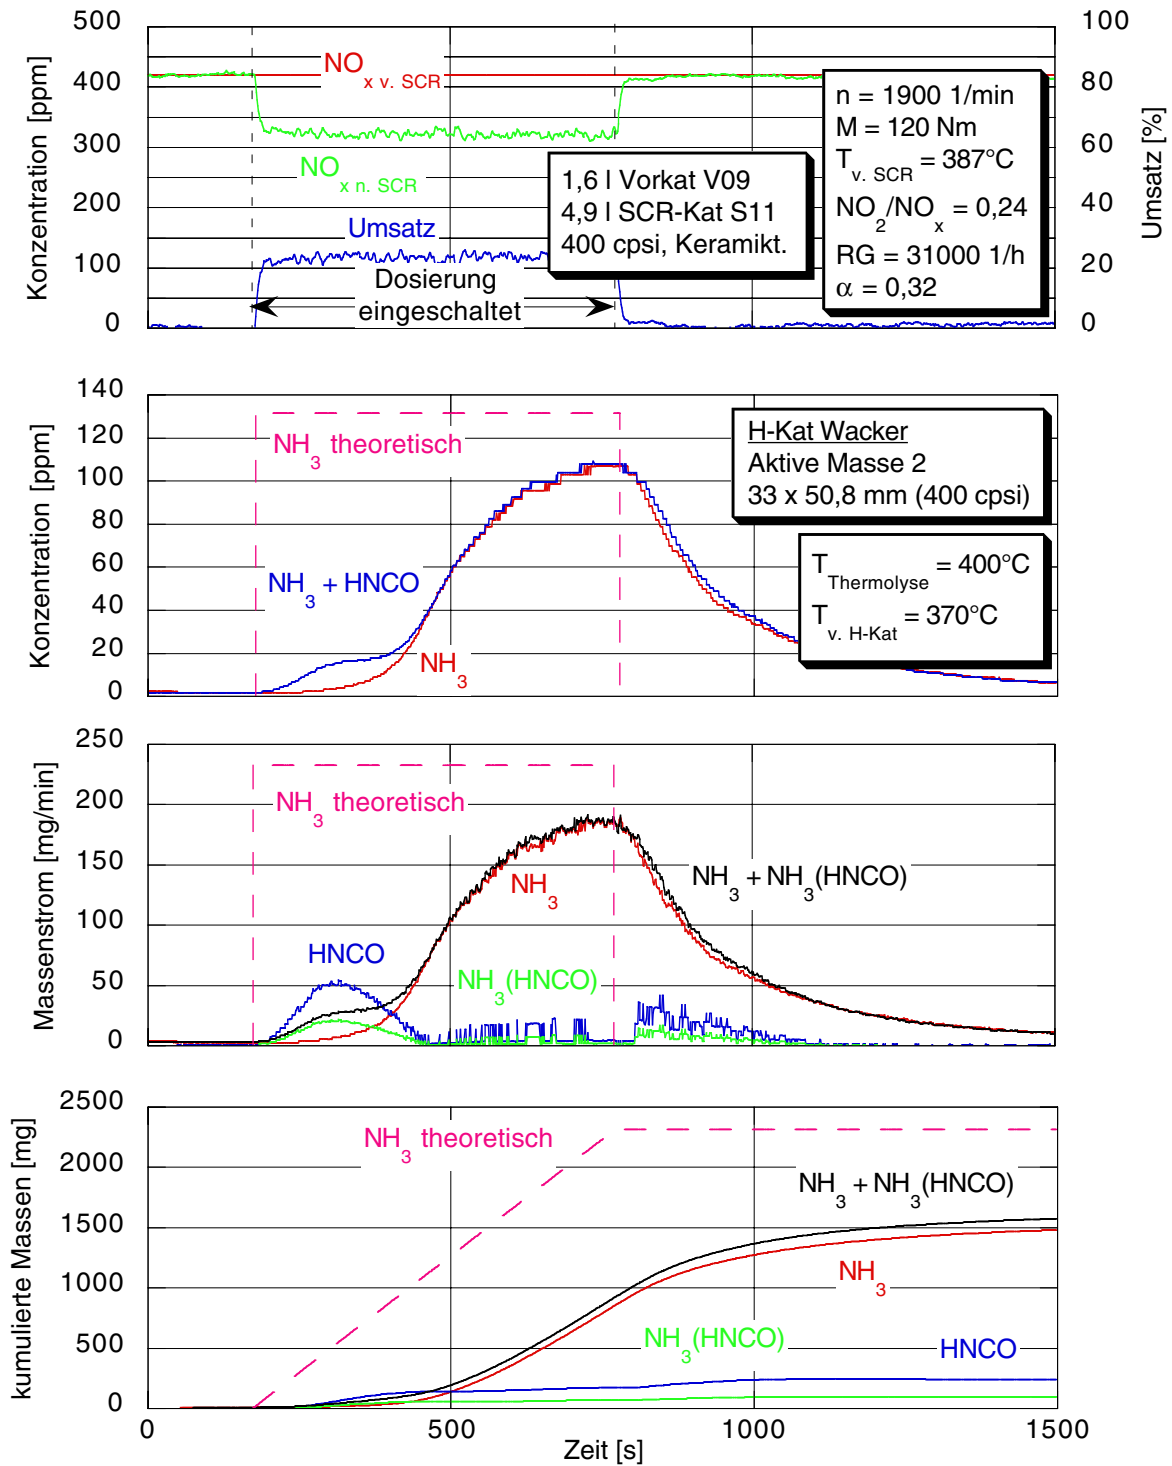 500
400
300
200
100
0
Konzentration [ppm]
100
80
60
40
20
0
Umsatz [%]
NOx v. SCR
NOx n. SCR
Umsatz
Dosierung
eingeschaltet
1,6 l Vorkat V09
4,9 l SCR-Kat S11
400 cpsi, Keramikt.
n = 1900 1/min
M = 120 Nm
Tv. SCR = 387°C
NO2/NOx = 0,24
RG = 31000 1/h
α = 0,32
140
120
100
80
60
40
20
0
Konzentration [ppm]
NH3 theoretisch
NH3 + HNCO
NH3
H-Kat Wacker
Aktive Masse 2
33 x 50,8 mm (400 cpsi)
TThermolyse = 400°C
Tv. H-Kat = 370°C
250
200
150
100
50
0
Massenstrom [mg/min]
NH3 theoretisch
NH3 + NH3(HNCO)
NH3
HNCO
NH3(HNCO)
2500
2000
1500
1000
500
0
kumulierte Massen [mg]
NH3 theoretisch
NH3 + NH3(HNCO)
NH3
NH3(HNCO)
HNCO
0
500
1000
1500
Zeit [s]